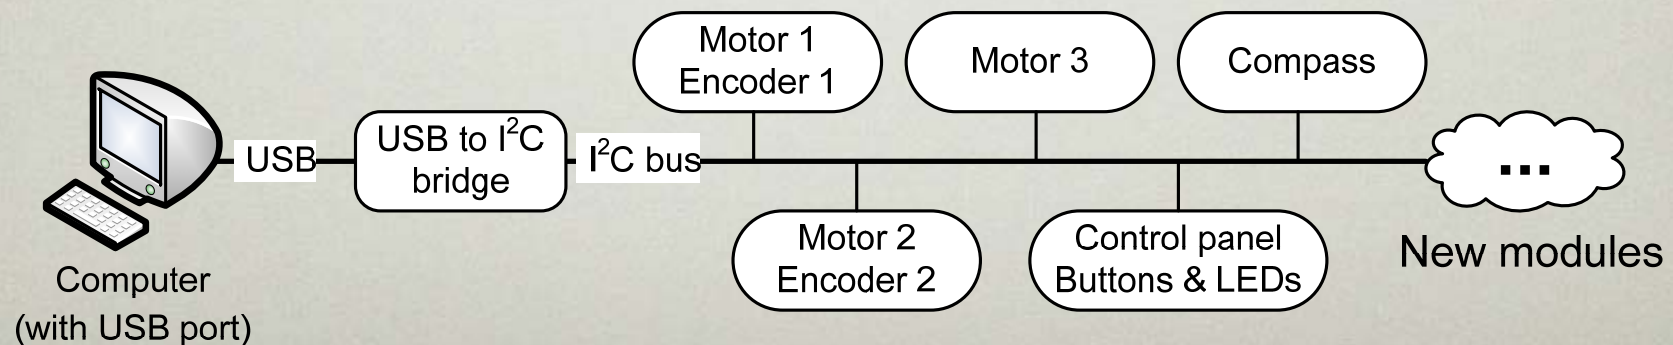 Computer
(with USB port)
USB
USB to I²C
bridge
I²C bus
Motor 1
Encoder 1
Motor 2
Encoder 2
Motor 3
Control panel
Buttons & LEDs
Compass
...
New modules